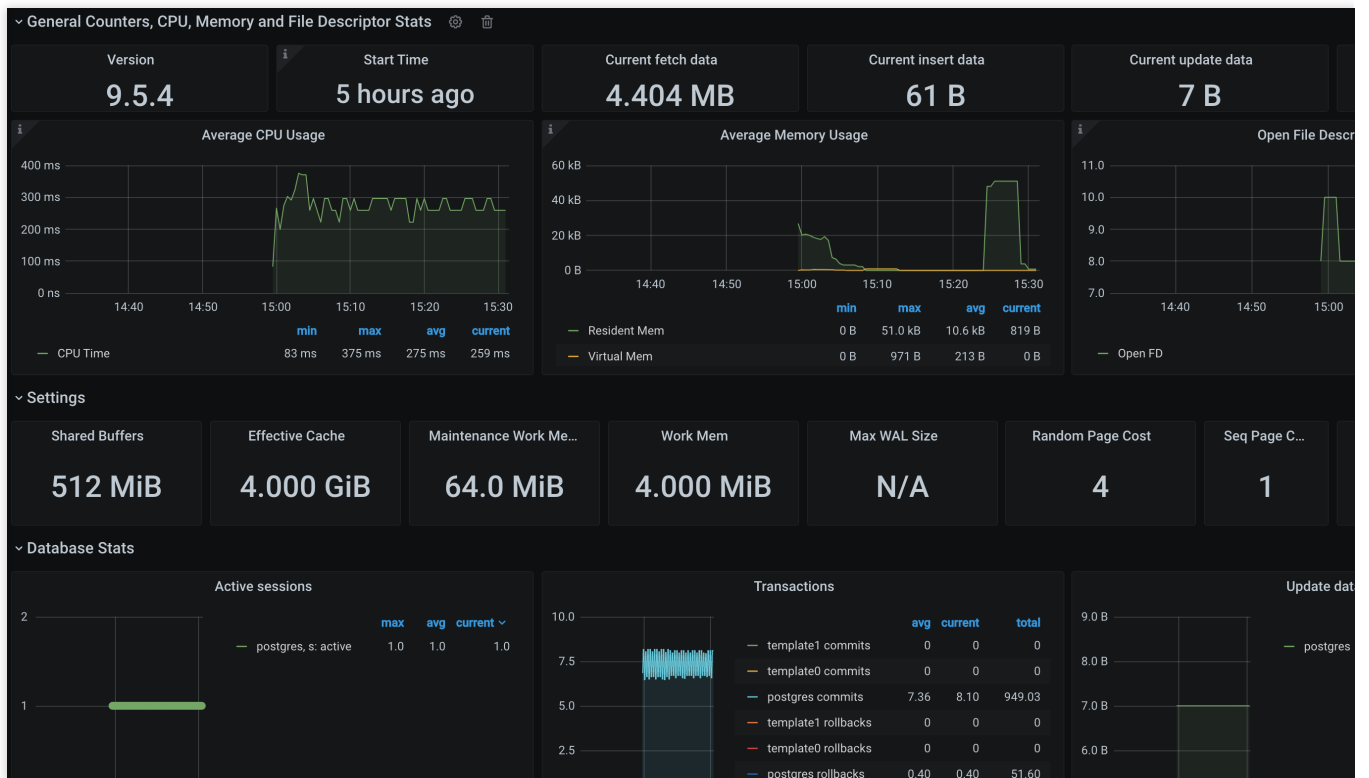 General Counters, CPU, Memory and File Descriptor Stats
Version
9.5.4
Start Time
5 hours ago
Current fetch data
4.404 MB
Current insert data
61 B
Current update data
7 B
Average CPU Usage
400 ms
300 ms
200 ms
100 ms
0 ns
14:40 14:50 15:00 15:10 15:20 15:30
min max avg current
CPU Time 83 ms 375 ms 275 ms 259 ms
Average Memory Usage
60 kB
40 kB
20 kB
0 B
14:40 14:50 15:00 15:10 15:20 15:30
min max avg current
Resident Mem 0 B 51.0 kB 10.6 kB 819 B
Virtual Mem 0 B 971 B 213 B 0 B
Open File Descr
11.0
10.0
9.0
8.0
7.0
14:40 14:50 15:00
Open FD
Settings
Shared Buffers
512 MiB
Effective Cache
4.000 GiB
Maintenance Work Me...
64.0 MiB
Work Mem
4.000 MiB
Max WAL Size
N/A
Random Page Cost
4
Seq Page C...
1
Database Stats
Active sessions
2
1
max avg current
postgres, s: active 1.0 1.0 1.0
Transactions
10.0
7.5
5.0
2.5
avg current total
template1 commits 0 0 0
template0 commits 0 0 0
postgres commits 7.36 8.10 949.03
template1 rollbacks 0 0 0
template0 rollbacks 0 0 0
postgres rollbacks 0.40 0.40 51.60
Update dat
9.0 B
8.0 B
7.0 B
6.0 B
postgres